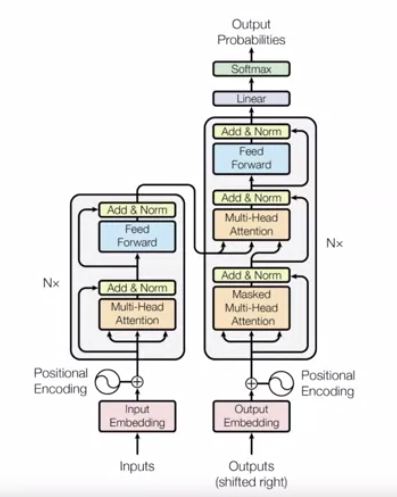 Output
Probabilities
Softmax
Linear
Add & Norm
Feed
Forward
Add & Norm
Multi-Head
Attention
Nx
Add & Norm
Masked
Multi-Head
Attention
Add & Norm
Feed
Forward
Nx
Add & Norm
Multi-Head
Attention
Positional
Encoding
Positional
Encoding
Input
Embedding
Output
Embedding
Inputs
Outputs
(shifted right)